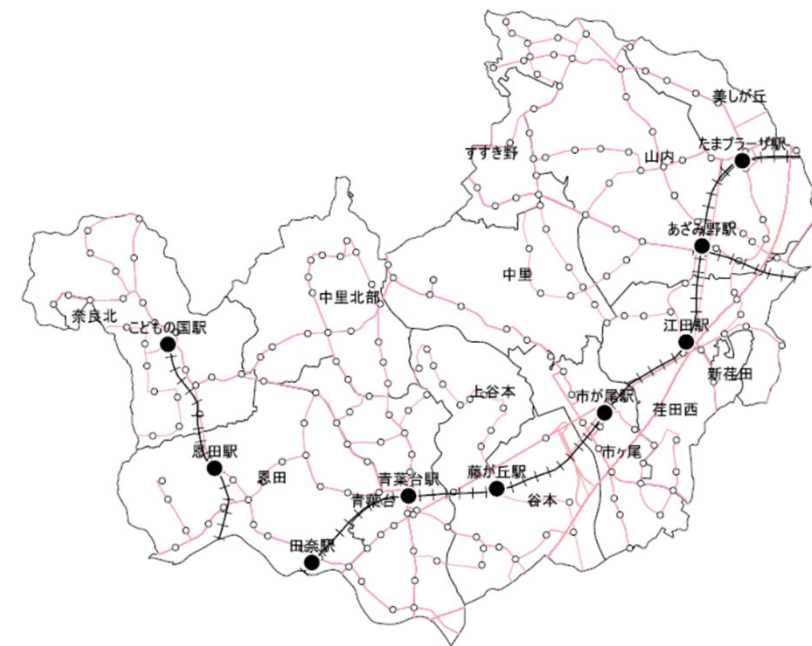 美しが丘
たまプラーザ駅
すすき野
山内
あざみ野駅
中里
中里北部
奈良北
こどもの国駅
江田駅
新荏田
上谷本
市が尾駅
荏田西
恩田駅
恩田
青葉台駅
青葉台
藤が丘駅
谷本
市ヶ尾
田奈駅